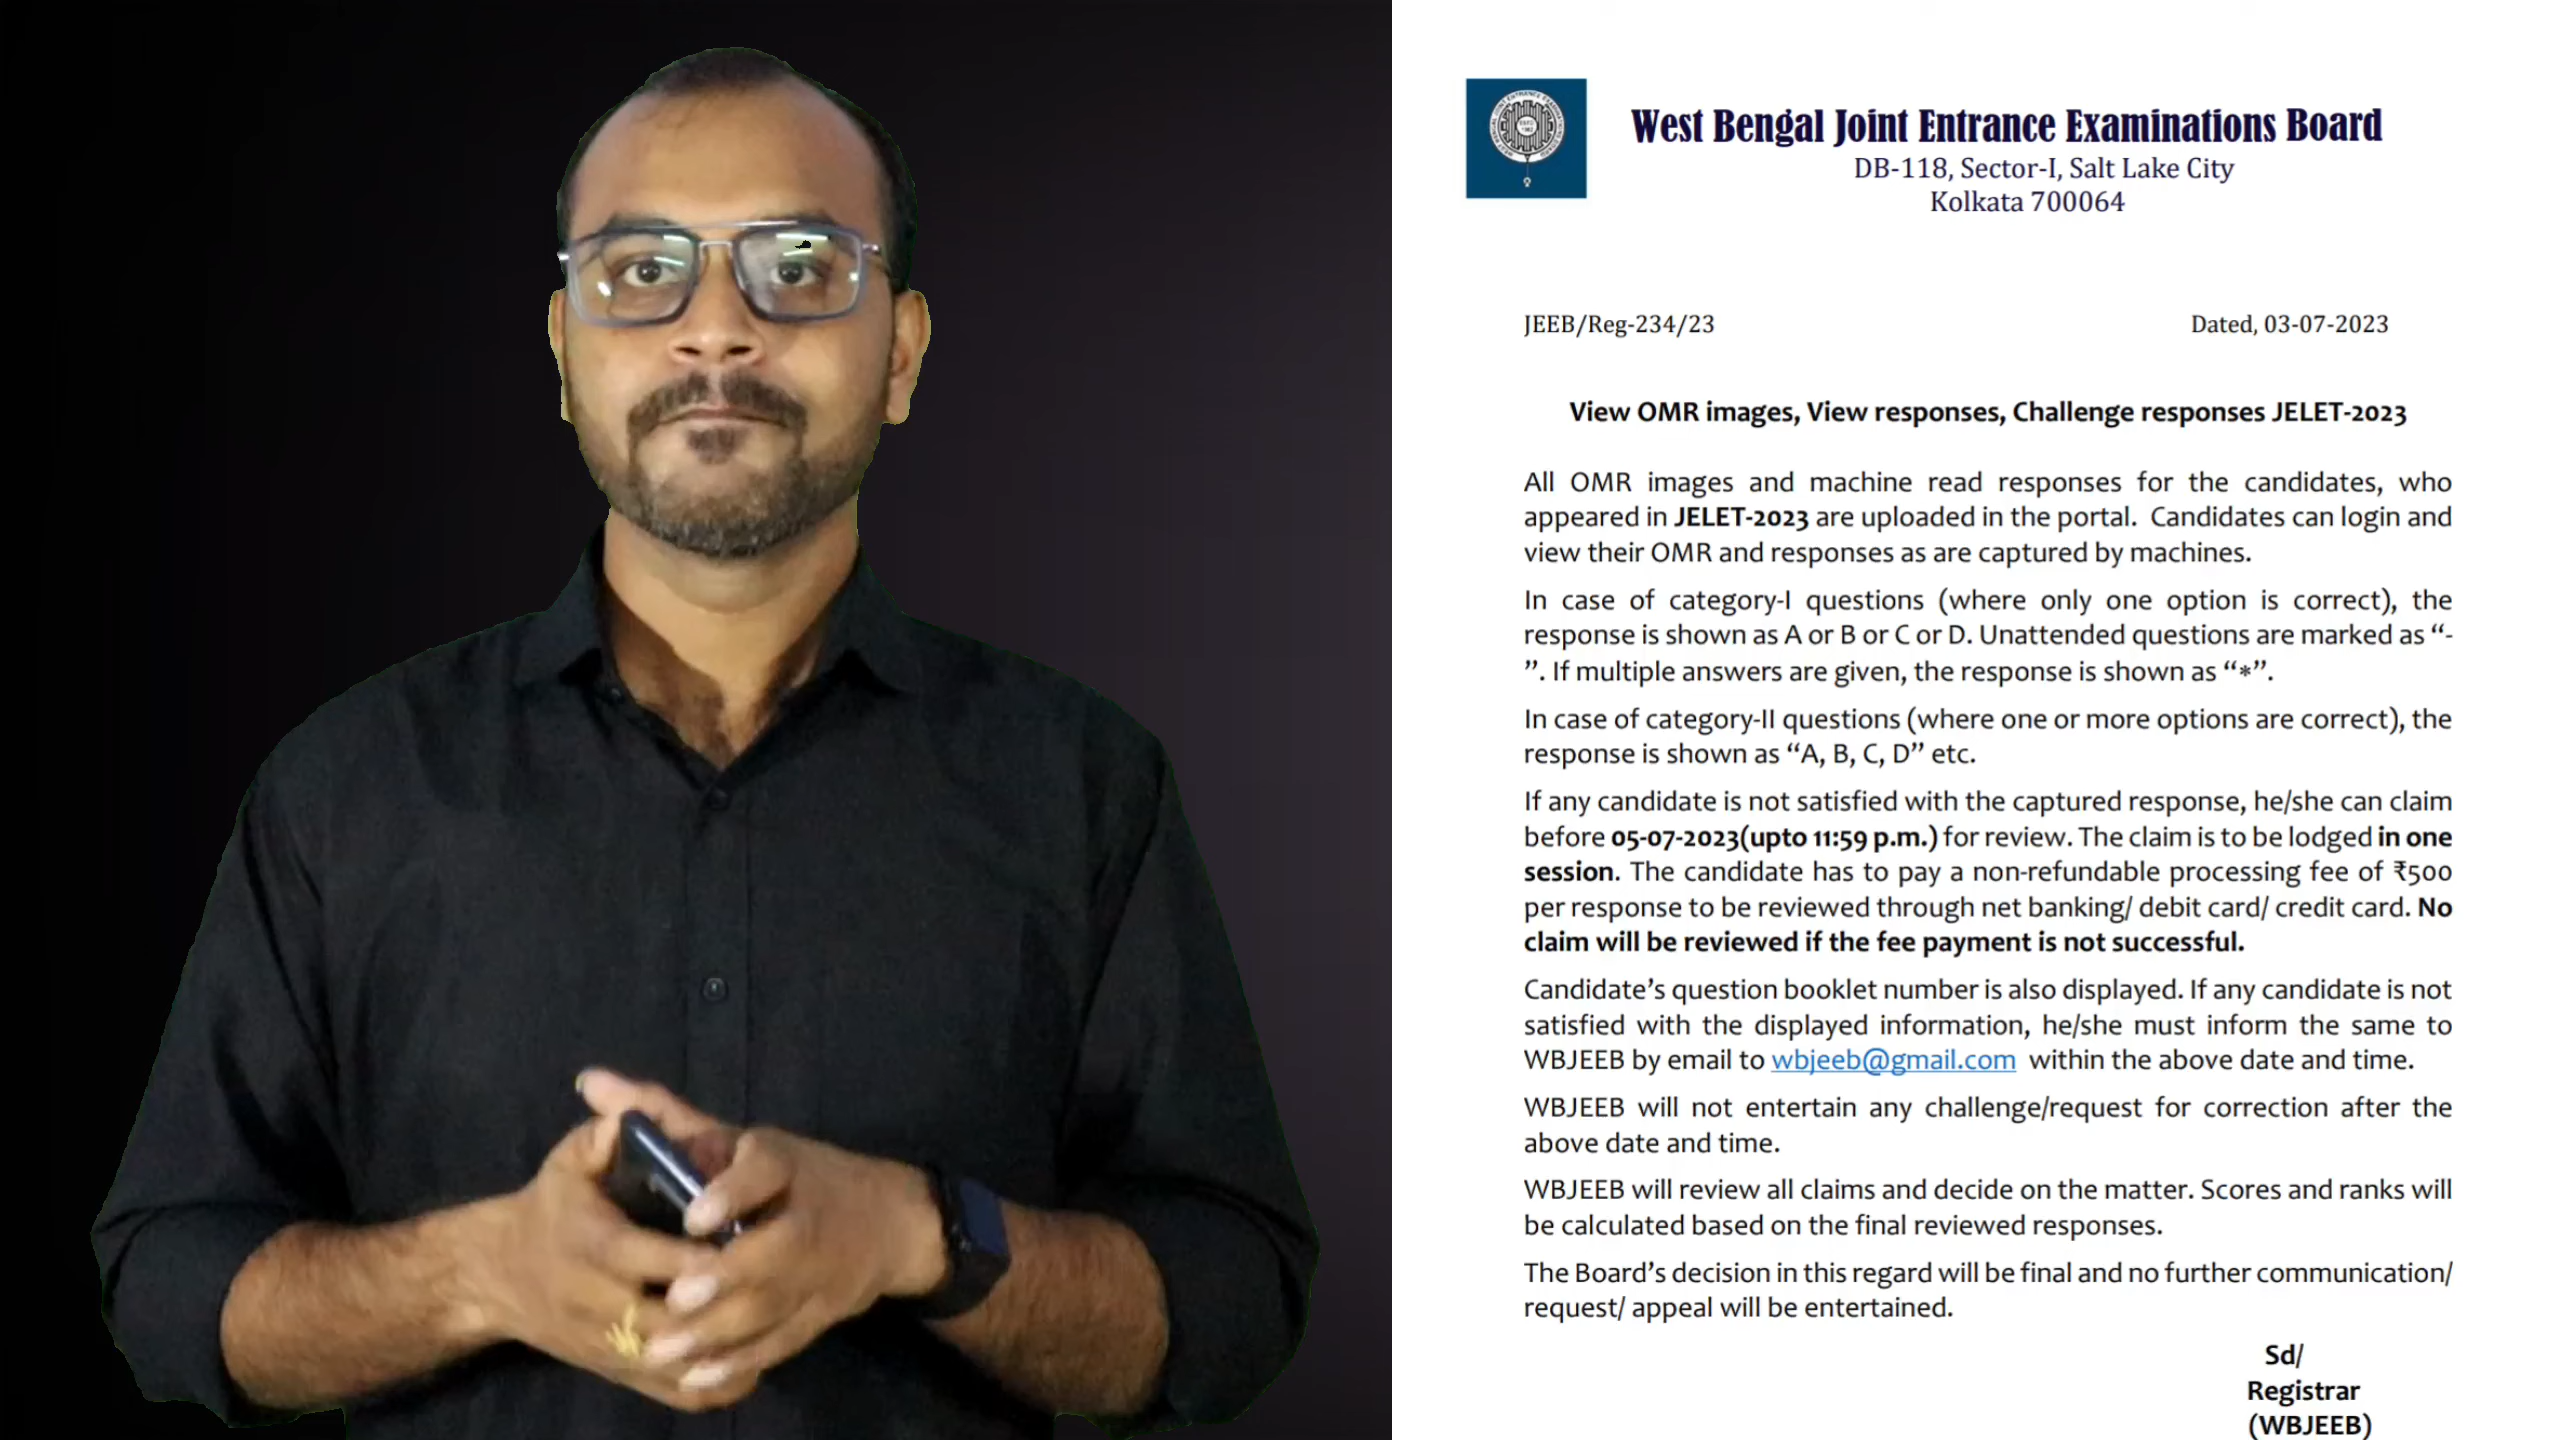 West Bengal Joint Entrance Examinations Board
DB-118, Sector-I, Salt Lake City
Kolkata 700064
JEEB/Reg-234/23 Dated, 03-07-2023
View OMR images, View responses, Challenge responses JELET-2023
All OMR images and machine read responses for the candidates, who
appeared in JELET-2023 are uploaded in the portal. Candidates can login and
view their OMR and responses as are captured by machines.
In case of category-I questions (where only one option is correct), the
response is shown as A or B or C or D. Unattended questions are marked as “-
”. If multiple answers are given, the response is shown as “*”.
In case of category-II questions (where one or more options are correct), the
response is shown as “A, B, C, D” etc.
If any candidate is not satisfied with the captured response, he/she can claim
before 05-07-2023(upto 11:59 p.m.) for review. The claim is to be lodged in one
session. The candidate has to pay a non-refundable processing fee of ₹500
per response to be reviewed through net banking/ debit card/ credit card. No
claim will be reviewed if the fee payment is not successful.
Candidate’s question booklet number is also displayed. If any candidate is not
satisfied with the displayed information, he/she must inform the same to
WBJEEB by email to wbjeeb@gmail.com within the above date and time.
WBJEEB will not entertain any challenge/request for correction after the
above date and time.
WBJEEB will review all claims and decide on the matter. Scores and ranks will
be calculated based on the final reviewed responses.
The Board’s decision in this regard will be final and no further communication/
request/ appeal will be entertained.
Sd/
Registrar
(WBJEEB)